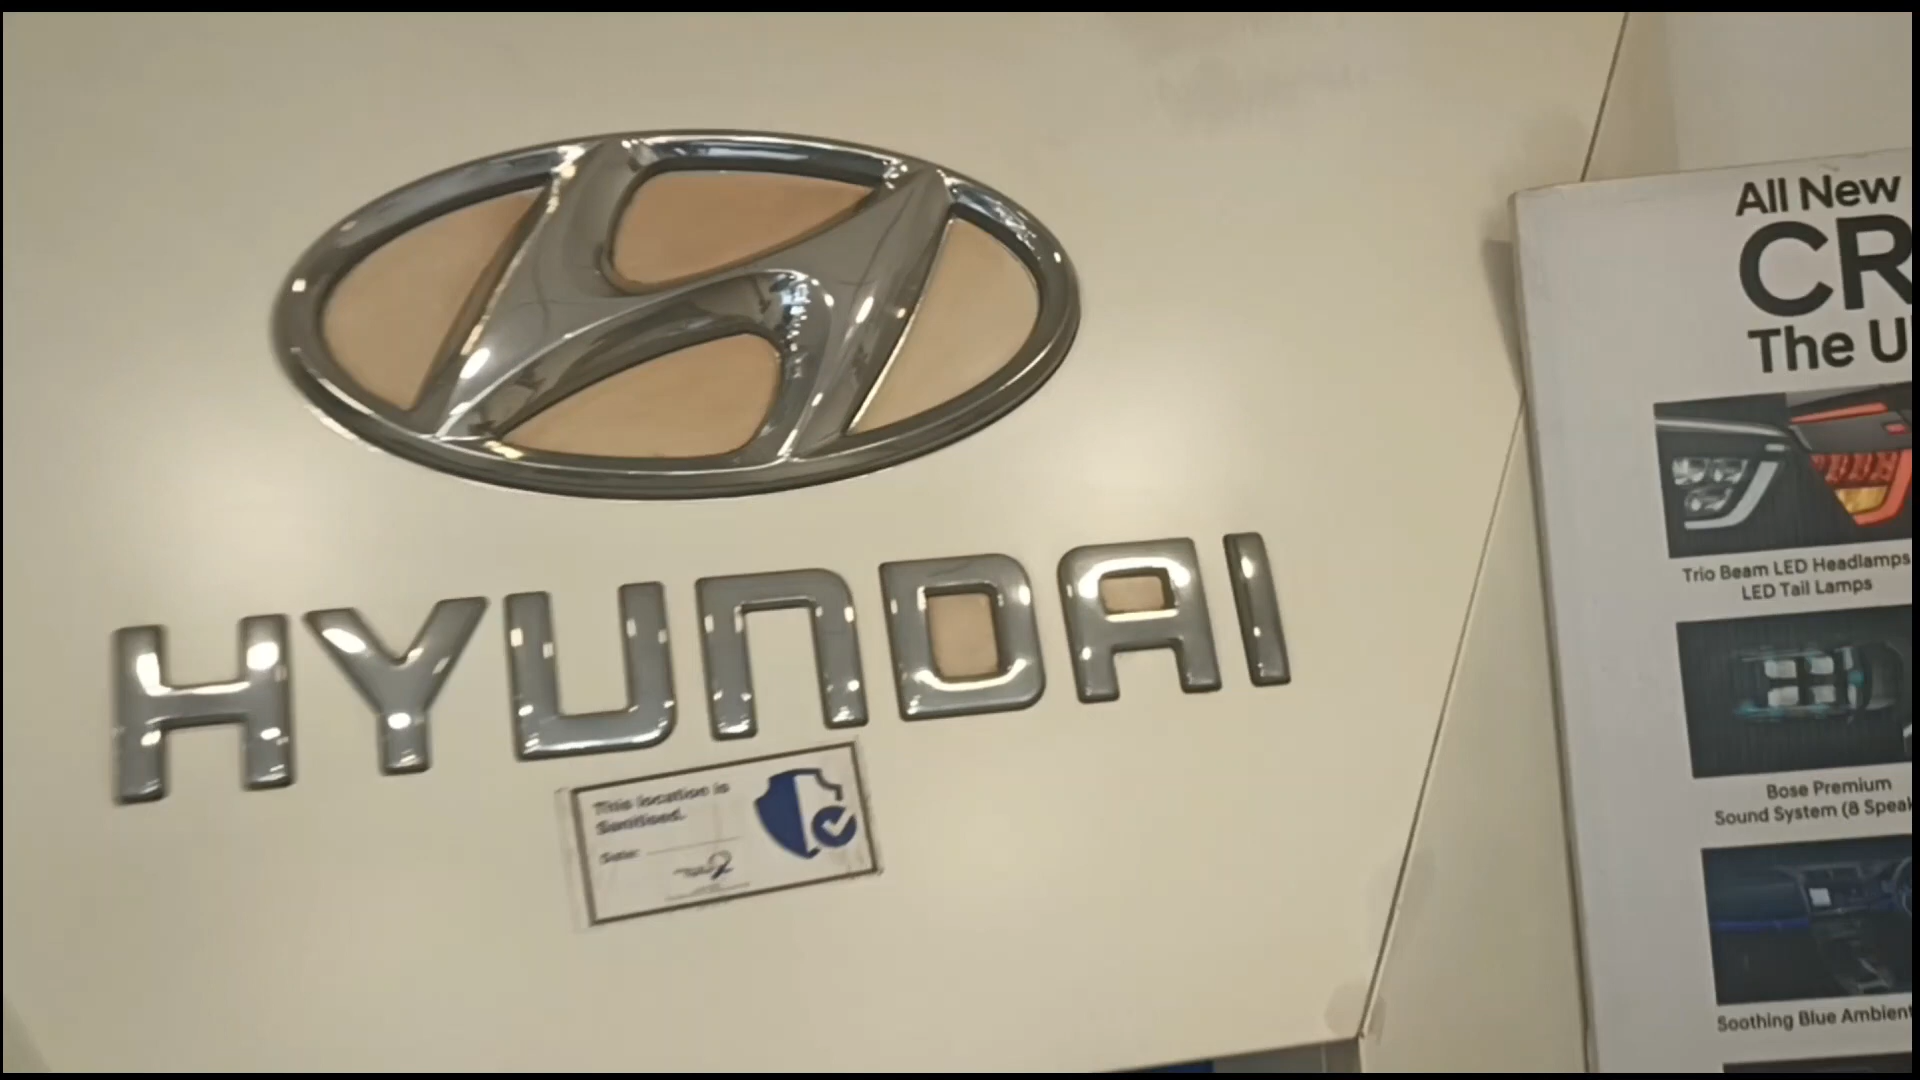 HYUNDAI
This location is
Sanitised.
Date:
All New
CR
The U
Trio Beam LED Headlamps
LED Tail Lamps
Bose Premium
Sound System (8 Speak
Soothing Blue Ambient